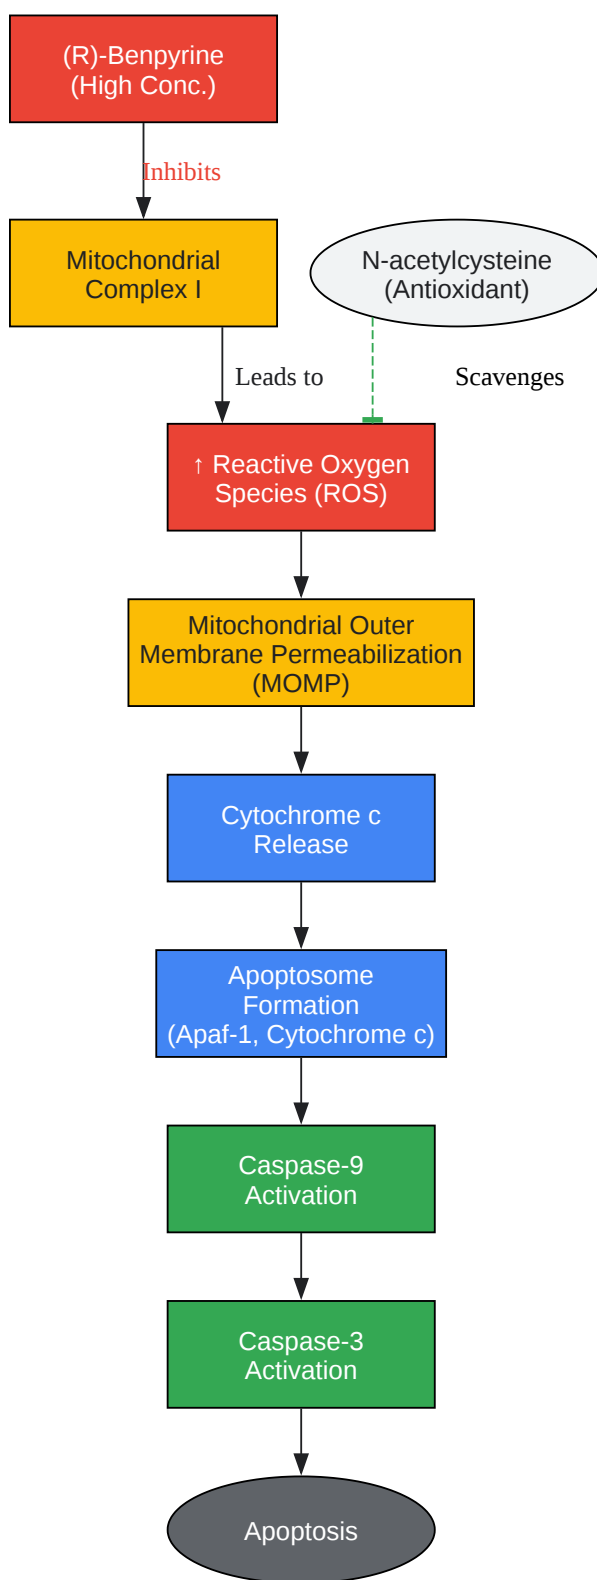 (R)-Benpyrine
(High Conc.)
Inhibits
Mitochondrial
Complex I
N-acetylcysteine
(Antioxidant)
Leads to
Scavenges
↑ Reactive Oxygen
Species (ROS)
Mitochondrial Outer
Membrane Permeabilization
(MOMP)
Cytochrome c
Release
Apoptosome
Formation
(Apaf-1, Cytochrome c)
Caspase-9
Activation
Caspase-3
Activation
Apoptosis